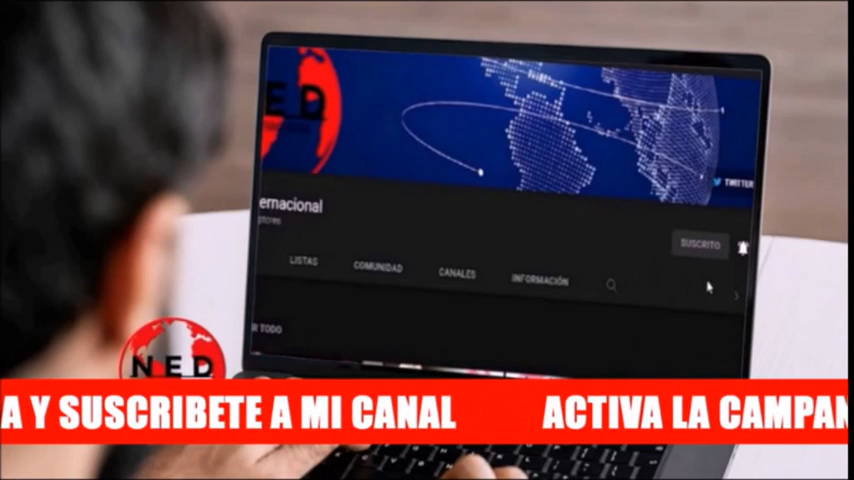 NED
TWITTER
ernacional
SUSCRITO
LISTAS COMUNIDAD CANALES INFORMACIÓN
R TODO
NED
A Y SUSCRIBETE A MI CANAL ACTIVA LA CAMPAN